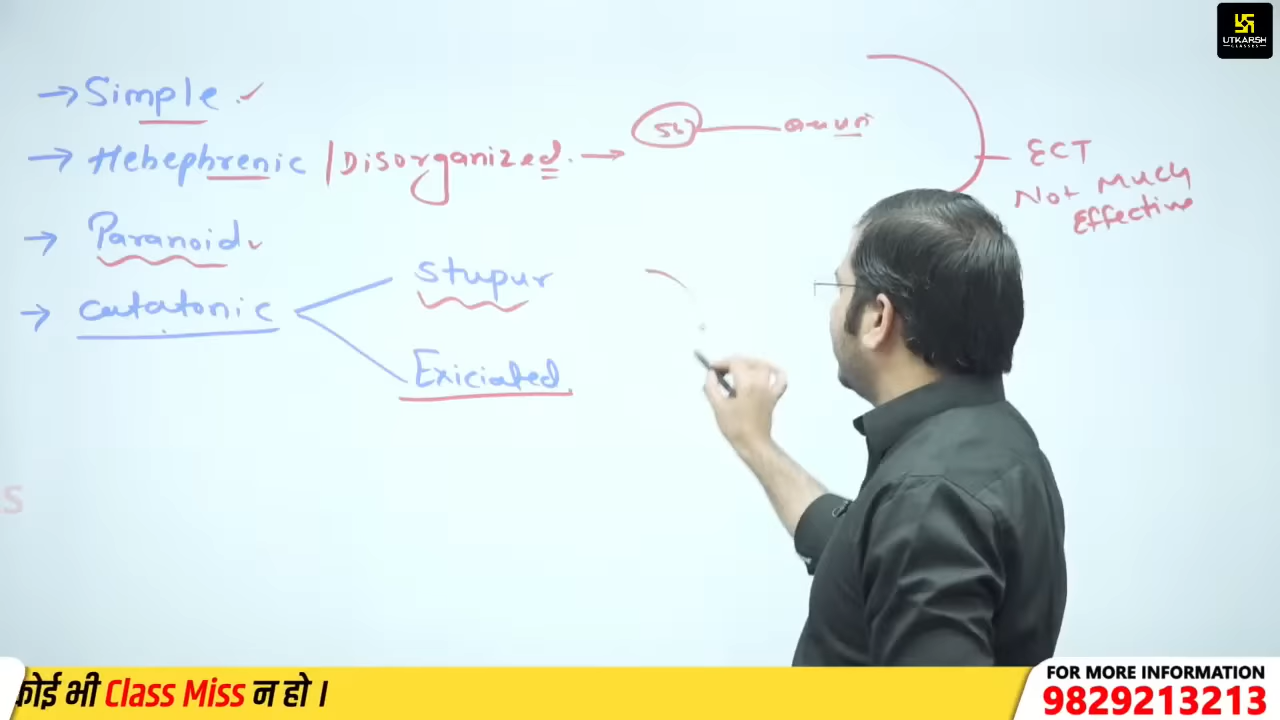 UTKARSH
CLASSES
→ Simple ✓
→ Hebephrenic / Disorganized. →
→ Paranoid ✓
→ catatonic
Stupur
Exiciated
ECT
Not Much
Effective
S
कोई भी Class Miss न हो ।
FOR MORE INFORMATION
9829213213